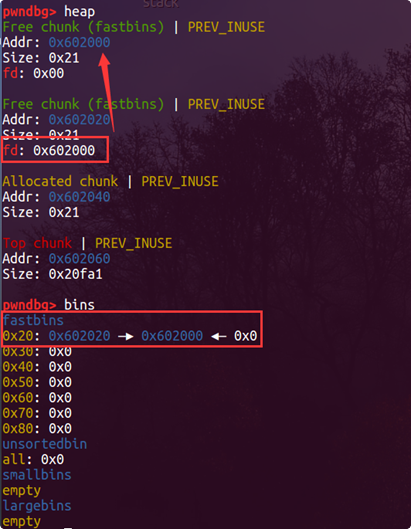 stack
pwndbg> heap
Free chunk (fastbins) | PREV_INUSE
Addr: 0x602000
Size: 0x21
fd: 0x00
Free chunk (fastbins) | PREV_INUSE
Addr: 0x602020
Size: 0x21
fd: 0x602000
Allocated chunk | PREV_INUSE
Addr: 0x602040
Size: 0x21
Top chunk | PREV_INUSE
Addr: 0x602060
Size: 0x20fa1
pwndbg> bins
fastbins
0x20: 0x602020 —▸ 0x602000 ◂— 0x0
0x30: 0x0
0x40: 0x0
0x50: 0x0
0x60: 0x0
0x70: 0x0
0x80: 0x0
unsortedbin
all: 0x0
smallbins
empty
largebins
empty